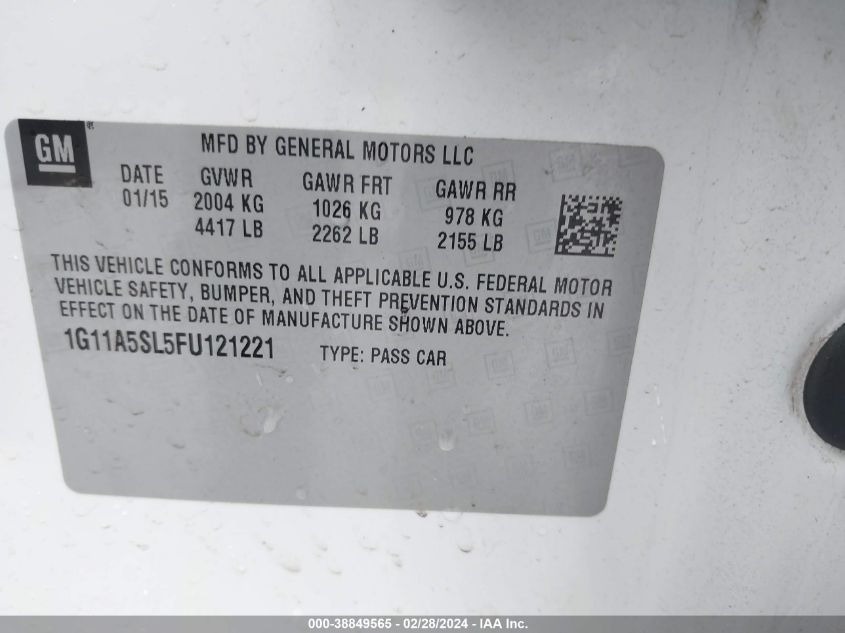 GM
MFD BY GENERAL MOTORS LLC
DATE GVWR GAWR FRT GAWR RR
01/15 2004 KG 1026 KG 978 KG
4417 LB 2262 LB 2155 LB
THIS VEHICLE CONFORMS TO ALL APPLICABLE U.S. FEDERAL MOTOR
VEHICLE SAFETY, BUMPER, AND THEFT PREVENTION STANDARDS IN
EFFECT ON THE DATE OF MANUFACTURE SHOWN ABOVE.
1G11A5SL5FU121221 TYPE: PASS CAR
000-38849565 - 02/28/2024 - IAA Inc.